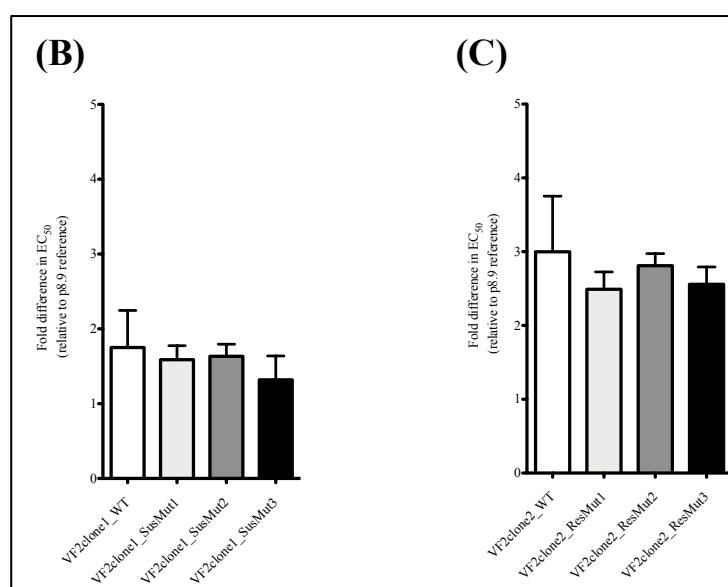 (B)
5
4
3
2
1
0
Fold difference in EC50
(relative to p8.9 reference)
VF2clone1_WT
VF2clone1_SusMut1
VF2clone1_SusMut2
VF2clone1_SusMut3
(C)
5
4
3
2
1
0
Fold difference in EC50
(relative to p8.9 reference)
VF2clone2_WT
VF2clone2_ResMut1
VF2clone2_ResMut2
VF2clone2_ResMut3